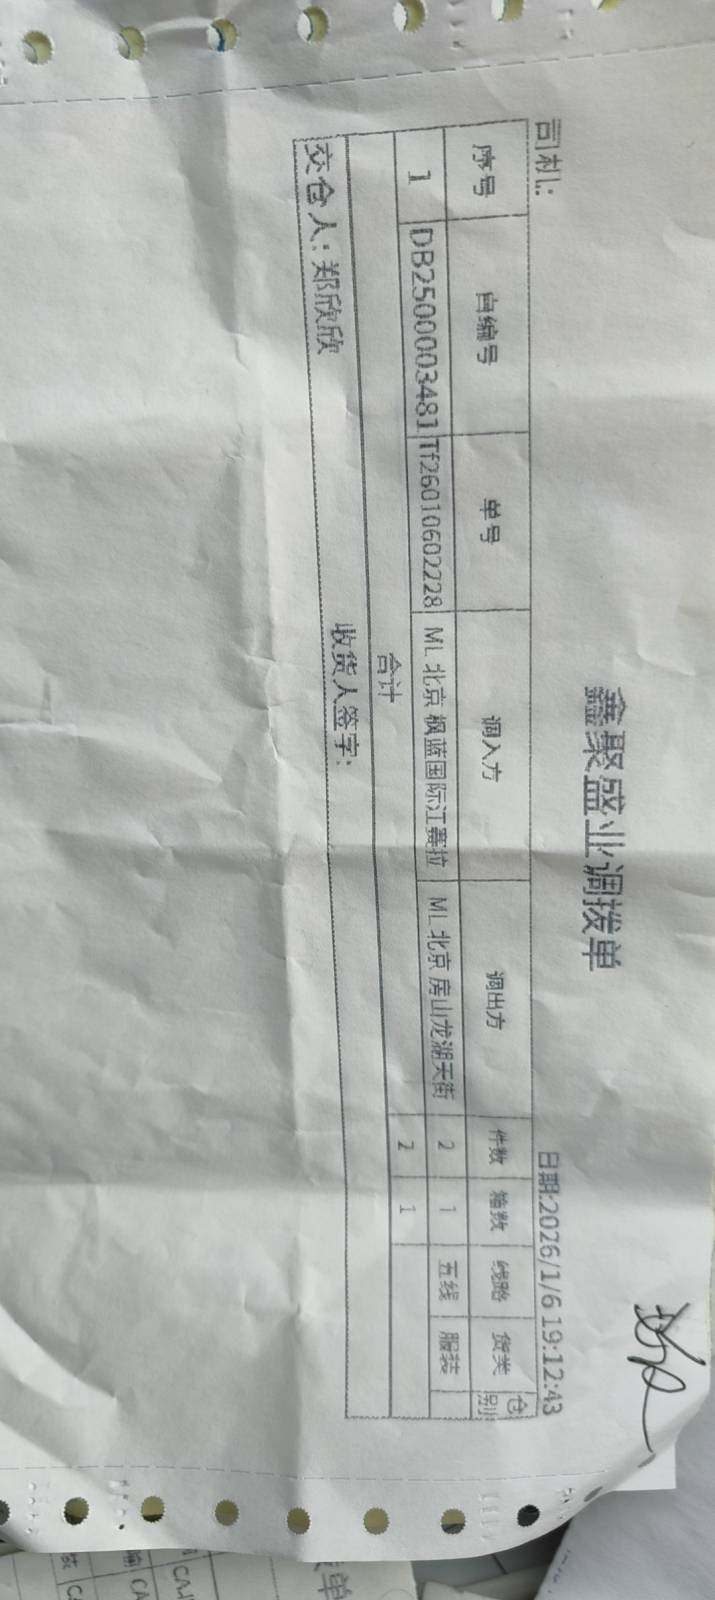 鑫聚盛业调拨单
司机:
日期:2026/1/6 19:12:43
序号 自编号 单号 调入方 调出方 件数 箱数 线路 货类 仓别
1 DB2500003481 Tf26010602228 ML 北京 枫蓝国际江赛拉 ML 北京 房山龙湖天街 2 1 五线 服装
合计 2 1
交仓人:郑欣欣 收货人签字: